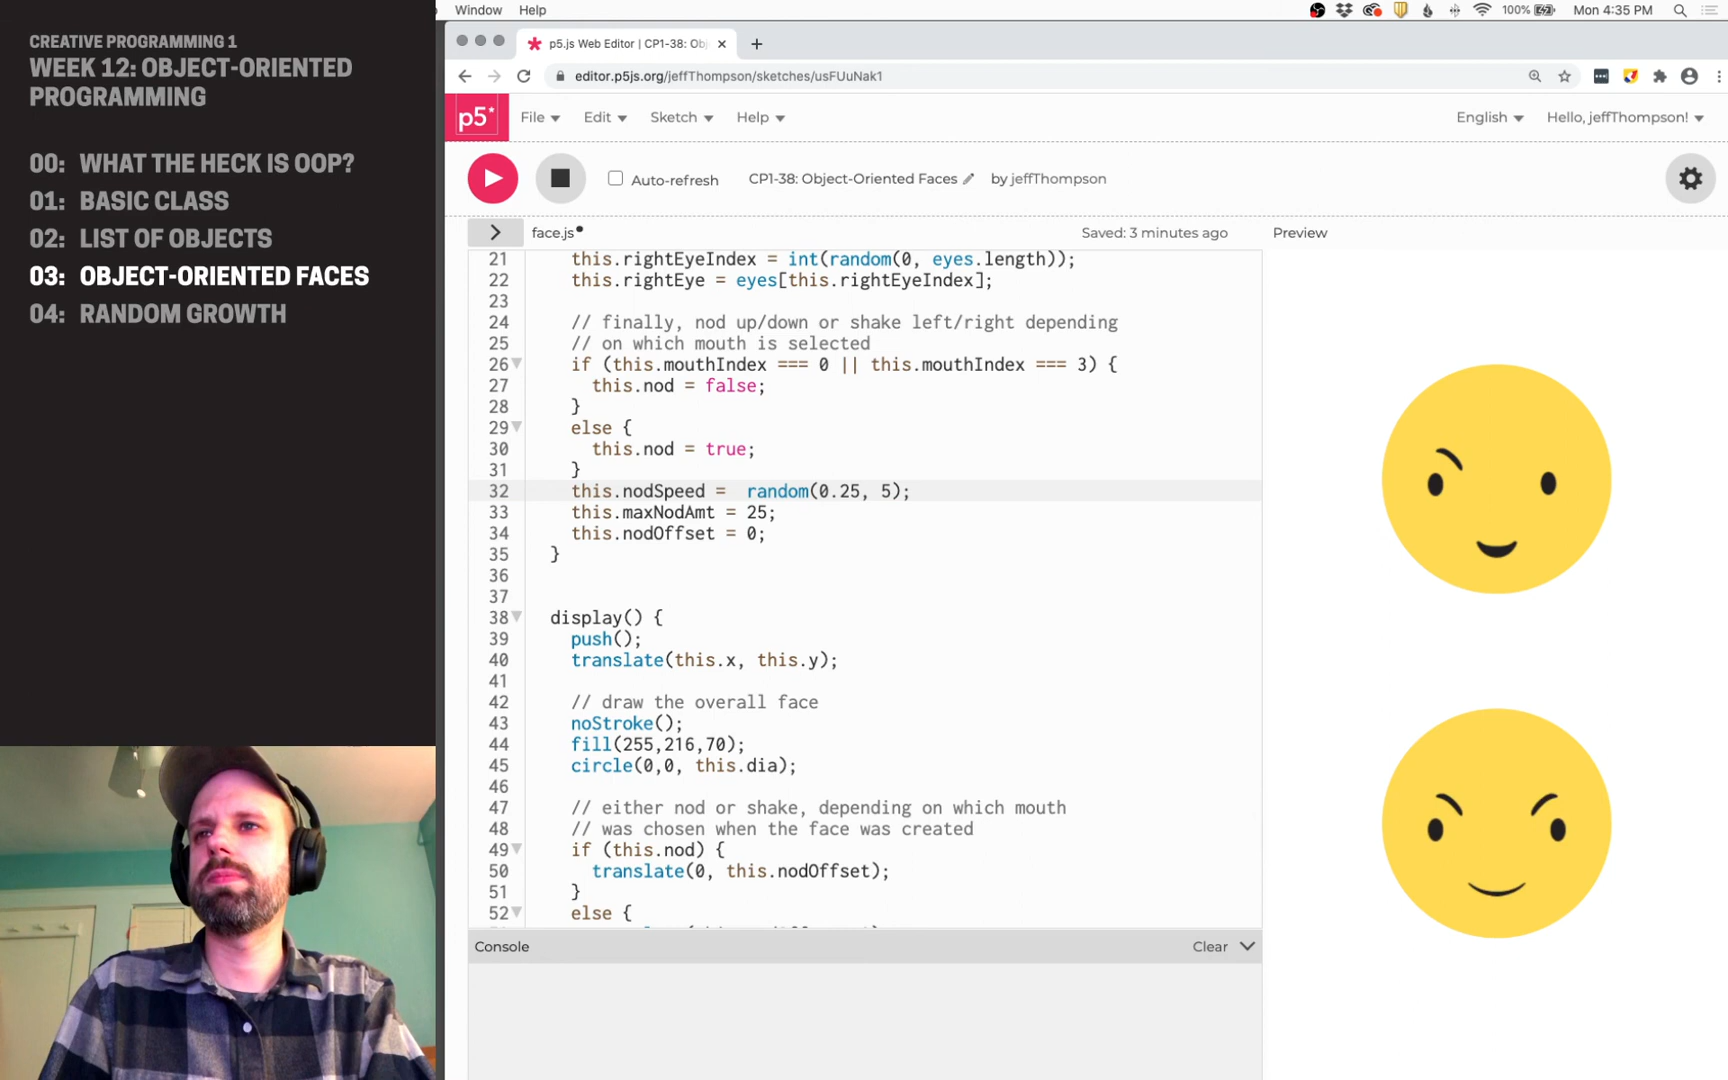 CREATIVE PROGRAMMING 1
WEEK 12: OBJECT-ORIENTED
PROGRAMMING
00: WHAT THE HECK IS OOP?
01: BASIC CLASS
02: LIST OF OBJECTS
03: OBJECT-ORIENTED FACES
04: RANDOM GROWTH
Window Help
100% Mon 4:35 PM
p5.js Web Editor | CP1-38: Obj
editor.p5js.org/jeffThompson/sketches/usFUuNak1
p5*
File Edit Sketch Help
English Hello, jeffThompson!
Auto-refresh CP1-38: Object-Oriented Faces by jeffThompson
face.js Saved: 3 minutes ago Preview
21 this.rightEyeIndex = int(random(0, eyes.length));
22 this.rightEye = eyes[this.rightEyeIndex];
23
24 // finally, nod up/down or shake left/right depending
25 // on which mouth is selected
26 if (this.mouthIndex === 0 || this.mouthIndex === 3) {
27 this.nod = false;
28 }
29 else {
30 this.nod = true;
31 }
32 this.nodSpeed =  random(0.25, 5);
33 this.maxNodAmt = 25;
34 this.nodOffset = 0;
35 }
36
37
38 display() {
39 push();
40 translate(this.x, this.y);
41
42 // draw the overall face
43 noStroke();
44 fill(255,216,70);
45 circle(0,0, this.dia);
46
47 // either nod or shake, depending on which mouth
48 // was chosen when the face was created
49 if (this.nod) {
50 translate(0, this.nodOffset);
51 }
52 else {
Console Clear